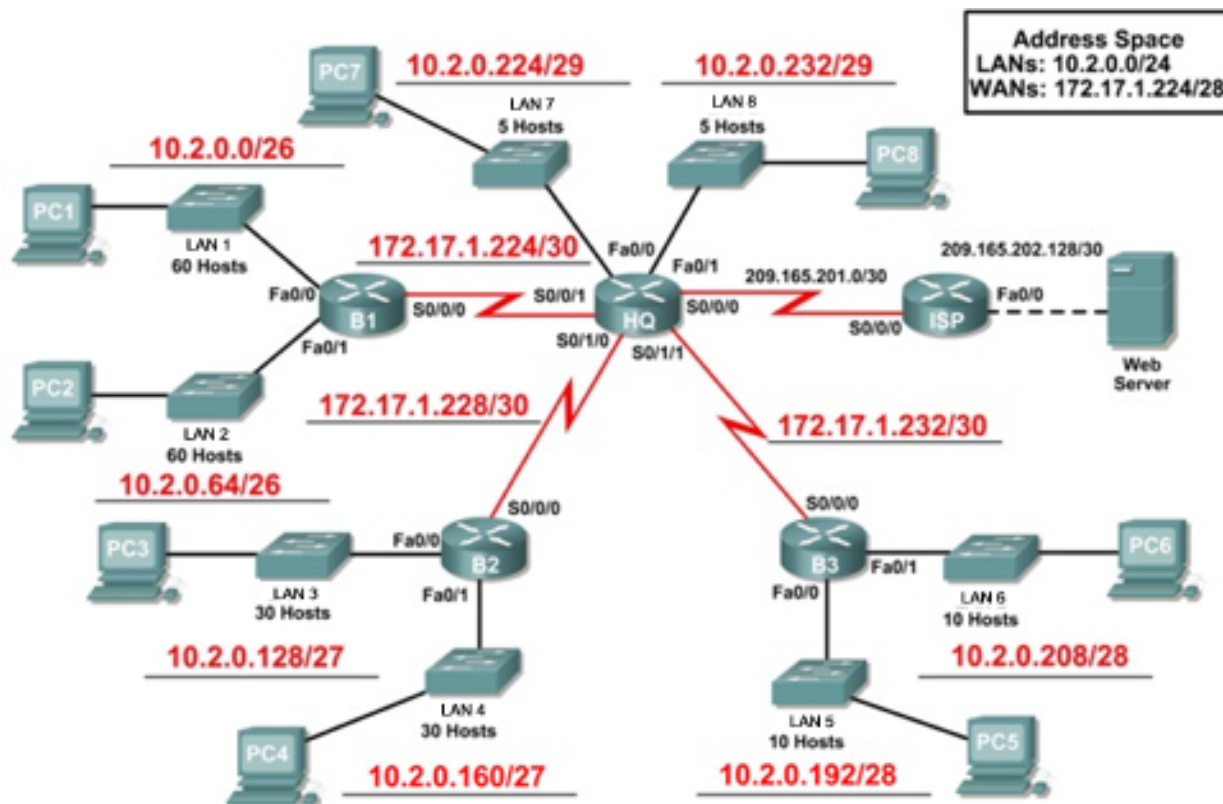 Address Space
LANs: 10.2.0.0/24
WANs: 172.17.1.224/28
PC7
10.2.0.224/29
LAN 7
5 Hosts
10.2.0.232/29
LAN 8
5 Hosts
PC8
10.2.0.0/26
PC1
LAN 1
60 Hosts
172.17.1.224/30
Fa0/0
Fa0/1
209.165.201.0/30
209.165.202.128/30
Fa0/0
B1
S0/0/0
S0/0/1
HQ
S0/0/0
ISP
Fa0/0
S0/0/0
Web
Server
Fa0/1
S0/1/0
S0/1/1
PC2
LAN 2
60 Hosts
172.17.1.228/30
172.17.1.232/30
10.2.0.64/26
S0/0/0
S0/0/0
PC3
LAN 3
30 Hosts
Fa0/0
B2
Fa0/1
B3
Fa0/1
Fa0/0
LAN 6
10 Hosts
PC6
10.2.0.128/27
10.2.0.208/28
LAN 4
30 Hosts
LAN 5
10 Hosts
PC4
PC5
10.2.0.160/27
10.2.0.192/28